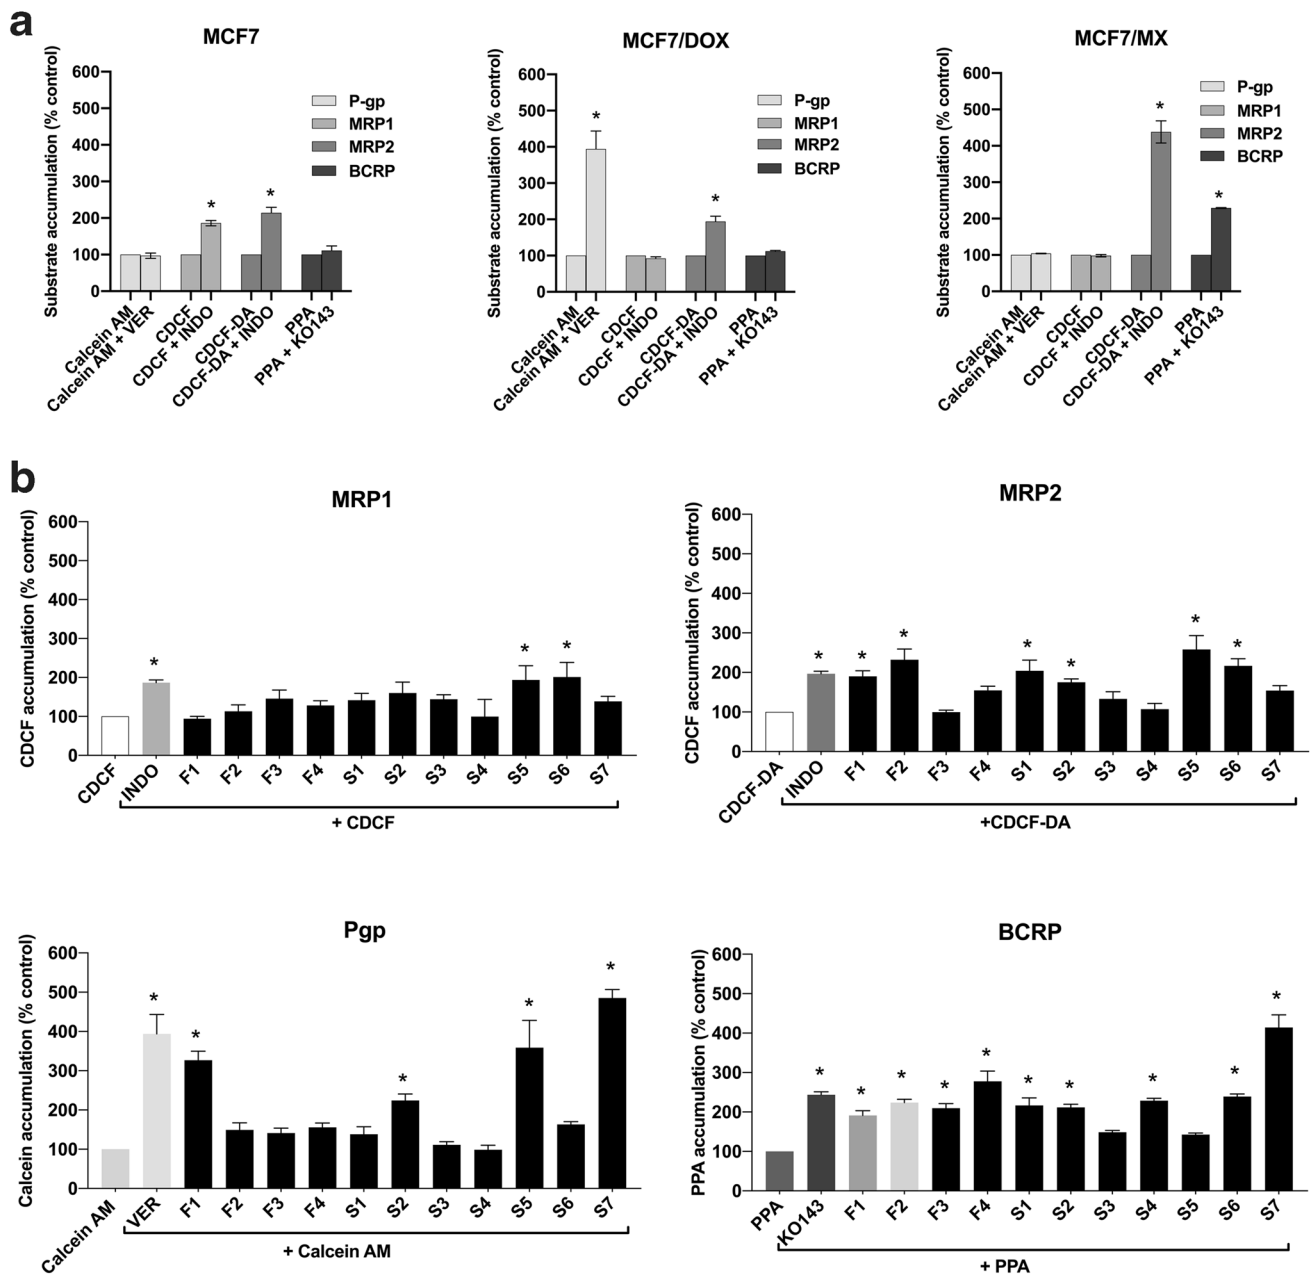 a
MCF7
Substrate accumulation (% control)
600
500
400
300
200
100
0
P-gp
MRP1
MRP2
BCRP
*
*
Calcein AM
Calcein AM + VER
CDCF
CDCF + INDO
CDCF-DA
CDCF-DA + INDO
PPA
PPA + KO143
MCF7/DOX
Substrate accumulation (% control)
600
500
400
300
200
100
0
P-gp
MRP1
MRP2
BCRP
*
*
Calcein AM
Calcein AM + VER
CDCF
CDCF + INDO
CDCF-DA
CDCF-DA + INDO
PPA
PPA + KO143
MCF7/MX
Substrate accumulation (% control)
600
500
400
300
200
100
0
P-gp
MRP1
MRP2
BCRP
*
*
Calcein AM
Calcein AM + VER
CDCF
CDCF + INDO
CDCF-DA
CDCF-DA + INDO
PPA
PPA + KO143
b
MRP1
CDCF accumulation (% control)
600
500
400
300
200
100
0
* * *
CDCF INDO F1 F2 F3 F4 S1 S2 S3 S4 S5 S6 S7
+ CDCF
MRP2
CDCF accumulation (% control)
600
500
400
300
200
100
0
* * * * * * *
CDCF-DA INDO F1 F2 F3 F4 S1 S2 S3 S4 S5 S6 S7
+CDCF-DA
Pgp
Calcein accumulation (% control)
600
500
400
300
200
100
0
* * * * *
Calcein AM VER F1 F2 F3 F4 S1 S2 S3 S4 S5 S6 S7
+ Calcein AM
BCRP
PPA accumulation (% control)
600
500
400
300
200
100
0
* * * * * * * * * *
PPA KO143 F1 F2 F3 F4 S1 S2 S3 S4 S5 S6 S7
+ PPA